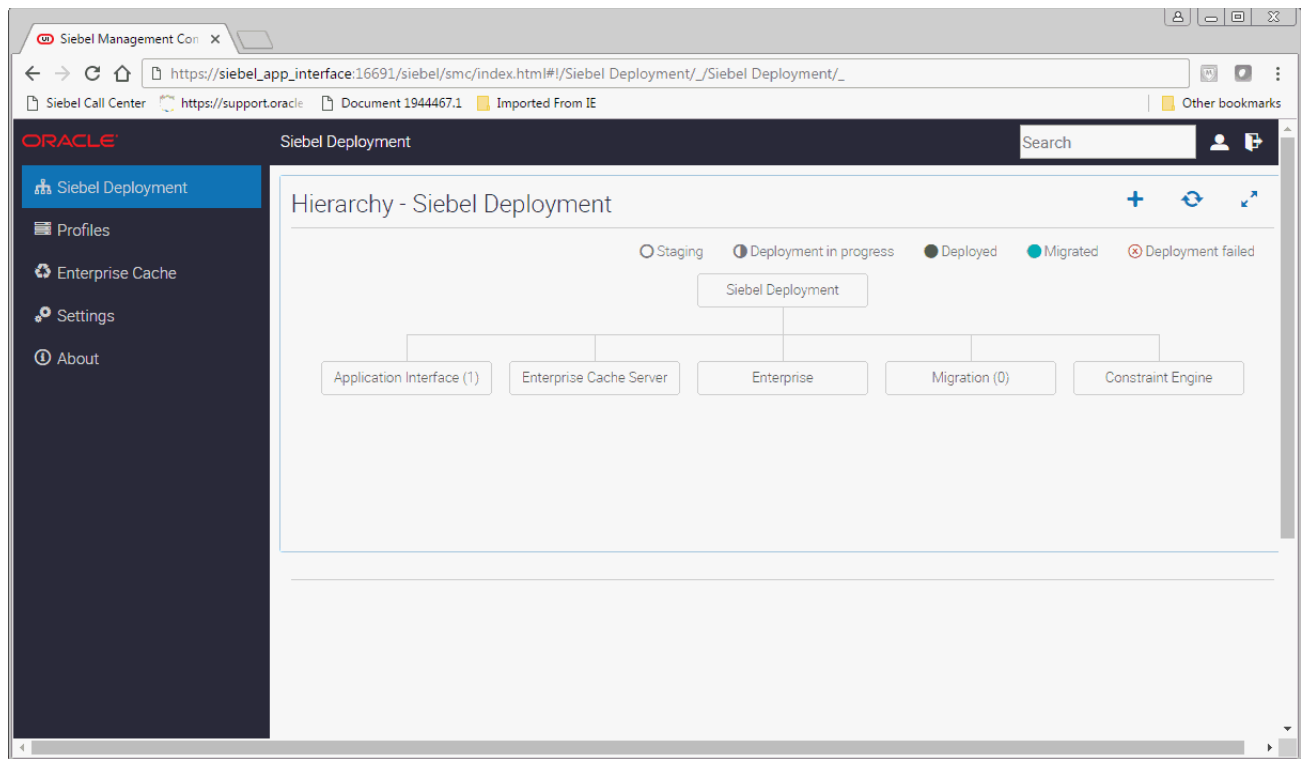 Siebel Management Con
https://siebel_app_interface:16691/siebel/smc/index.html#!/Siebel Deployment/_/Siebel Deployment/_
Siebel Call Center https://support.oracle Document 1944467.1 Imported From IE Other bookmarks
ORACLE Siebel Deployment Search
Siebel Deployment
Profiles
Enterprise Cache
Settings
About
Hierarchy - Siebel Deployment
Staging Deployment in progress Deployed Migrated Deployment failed
Siebel Deployment
Application Interface (1) Enterprise Cache Server Enterprise Migration (0) Constraint Engine